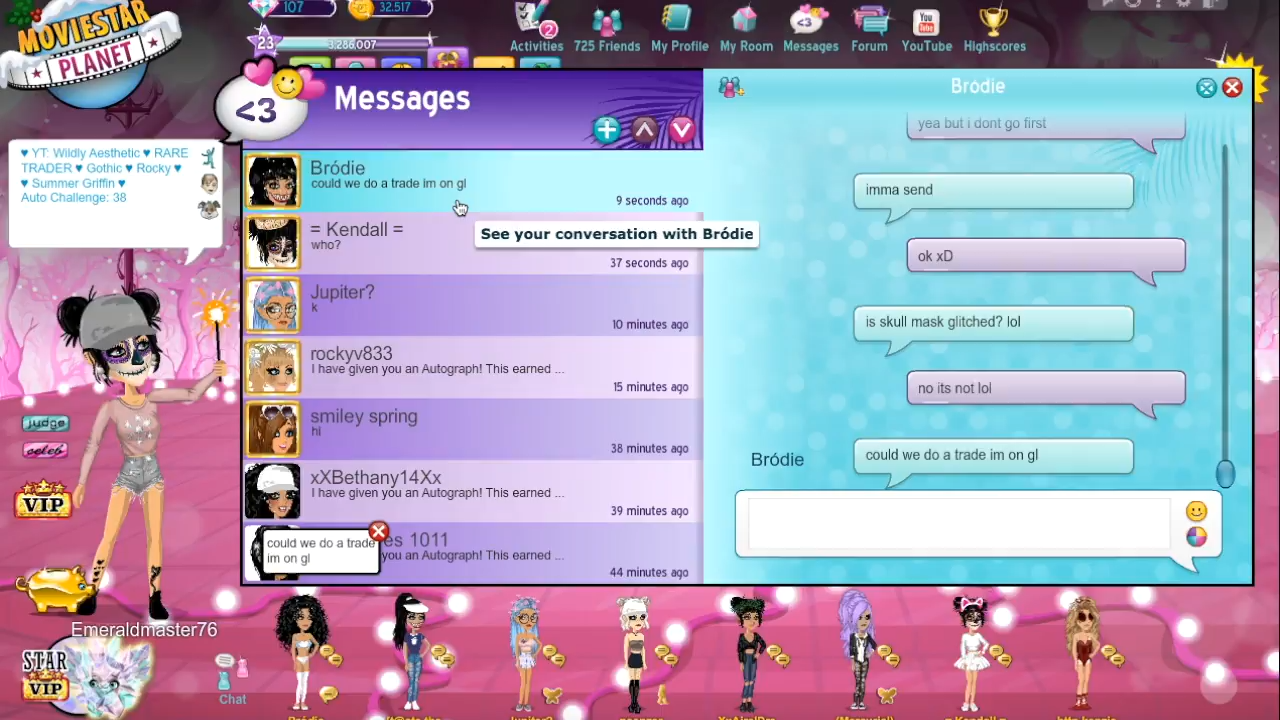 MOVIESTAR
PLANET
107
32.517
23
3,286,007
2
Activities
725 Friends
My Profile
My Room
<3
Messages
Forum
You
Tube
YouTube
Highscores
<3
Messages
♥ YT: Wildly Aesthetic ♥ RARE
TRADER ♥ Gothic ♥ Rocky ♥
♥ Summer Griffin ♥
Auto Challenge: 38
judge
celeb
VIP
Emeraldmaster76
STAR
VIP
Chat
Bródie
could we do a trade im on gl
9 seconds ago
See your conversation with Bródie
= Kendall =
who?
37 seconds ago
Jupiter?
k
10 minutes ago
rockyv833
I have given you an Autograph! This earned ...
15 minutes ago
smiley spring
hi
38 minutes ago
xXBethany14Xx
I have given you an Autograph! This earned ...
39 minutes ago
es 1011
you an Autograph! This earned ...
44 minutes ago
could we do a trade
im on gl
Bródie
yea but i dont go first
imma send
ok xD
is skull mask glitched? lol
no its not lol
Bródie
could we do a trade im on gl